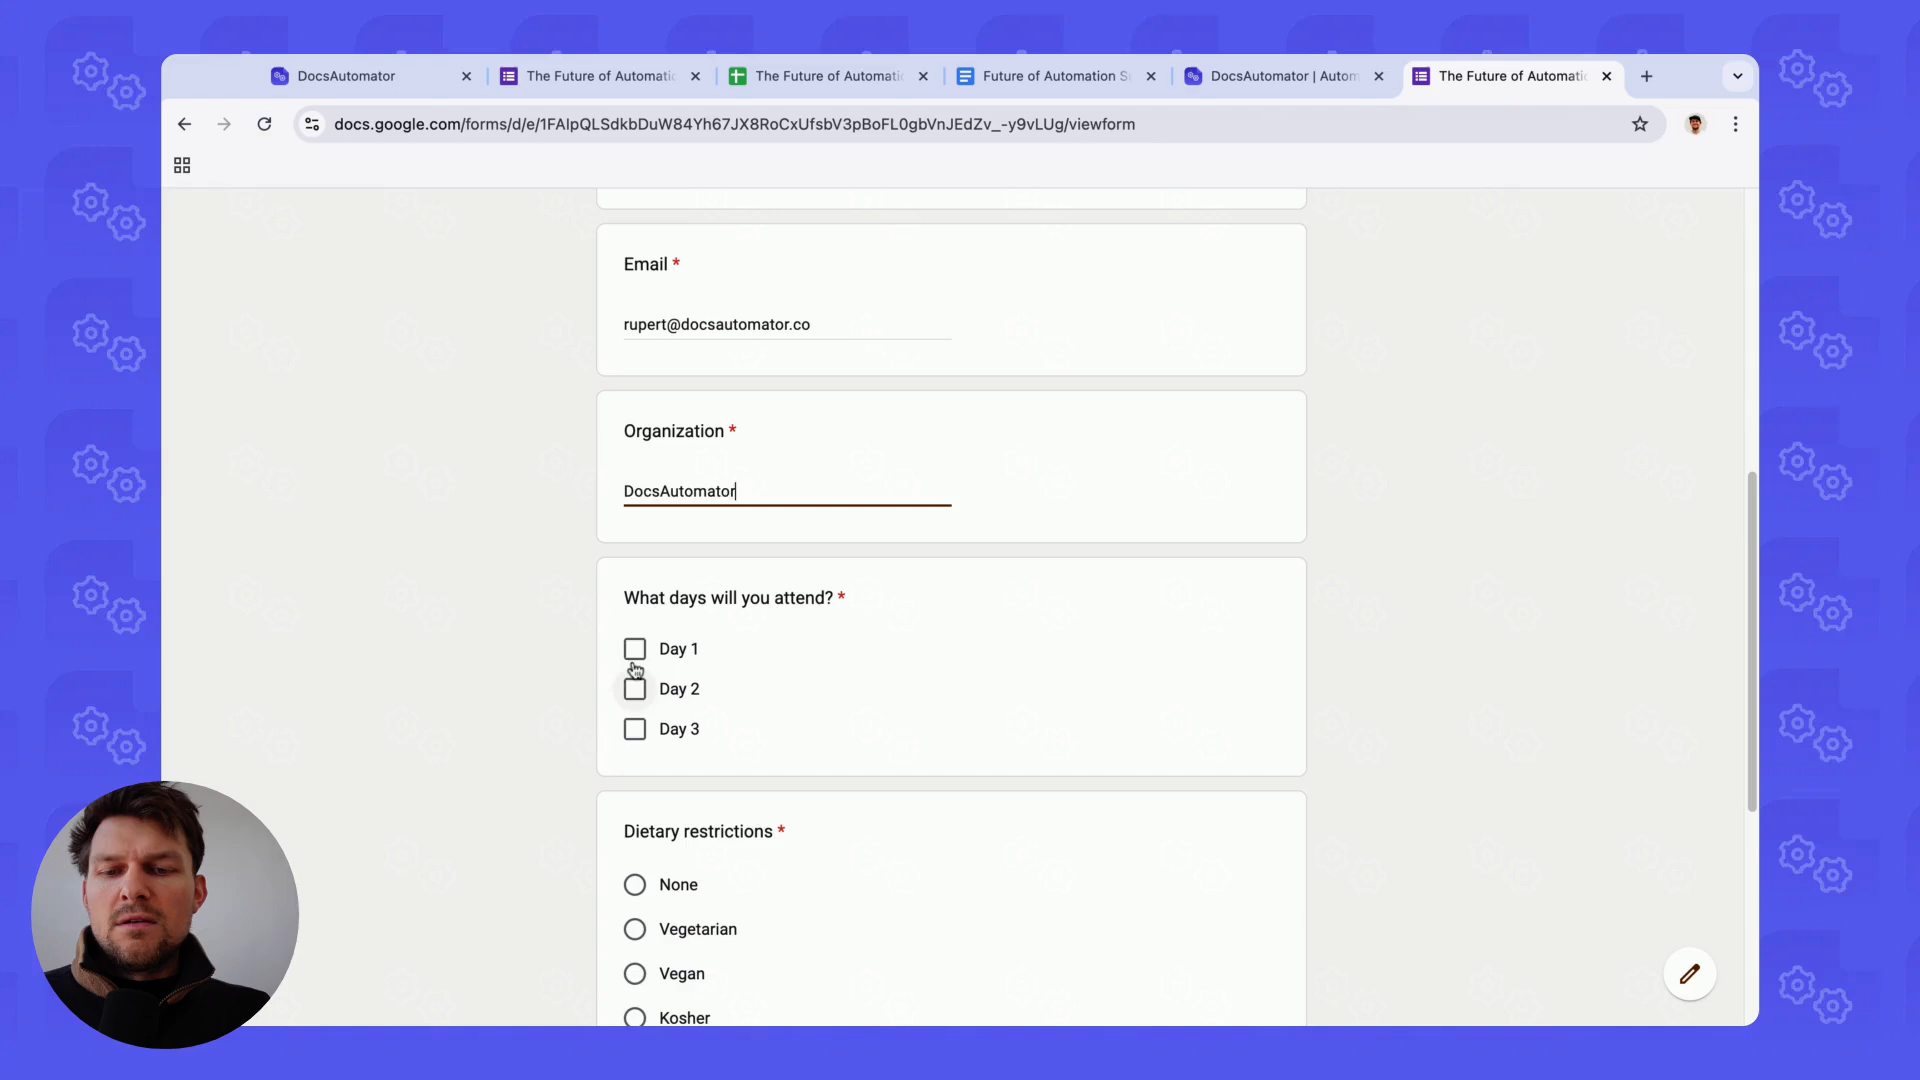 DocsAutomator
The Future of Automatic
The Future of Automati
Future of Automation S
DocsAutomator | Autom
The Future of Automatic
docs.google.com/forms/d/e/1FAIpQLSdkbDuW84Yh67JX8RoCxUfsbV3pBoFL0gbVnJEdZv_-y9vLUg/viewform
Email *
rupert@docsautomator.co
Organization *
DocsAutomator
What days will you attend? *
Day 1
Day 2
Day 3
Dietary restrictions *
None
Vegetarian
Vegan
Kosher